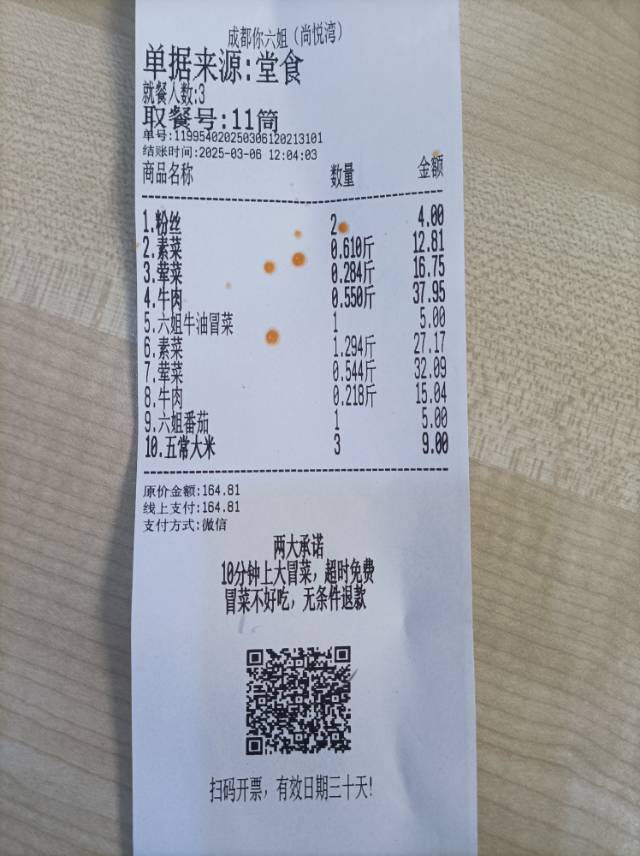 成都你六姐（尚悦湾）
单据来源:堂食
就餐人数:3
取餐号:11筒
单号:119954020250306120213101
结账时间:2025-03-06 12:04:03
商品名称 数量 金额
1.粉丝 2 4.00
2.素菜 0.610斤 12.81
3.荤菜 0.284斤 16.75
4.牛肉 0.550斤 37.95
5.六姐牛油冒菜 1 5.00
6.素菜 1.294斤 27.17
7.荤菜 0.544斤 32.09
8.牛肉 0.218斤 15.04
9.六姐番茄 1 5.00
10.五常大米 3 9.00
原价金额:164.81
线上支付:164.81
支付方式:微信
两大承诺
10分钟上大冒菜，超时免费
冒菜不好吃，无条件退款
扫码开票，有效日期三十天!